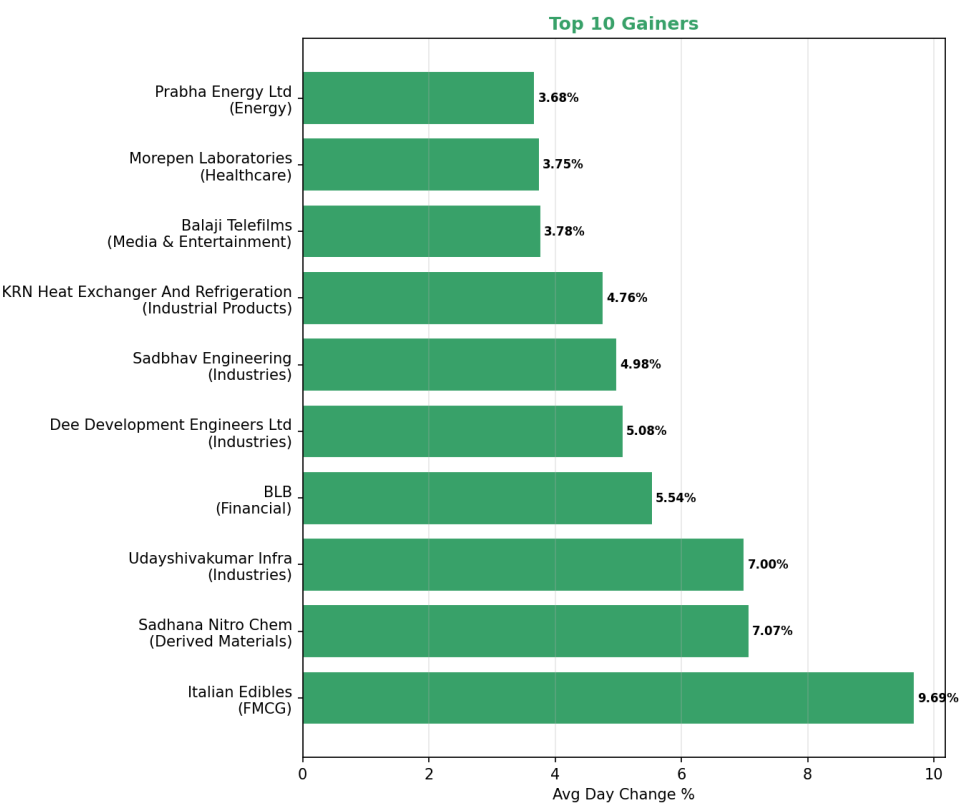 Top 10 Gainers
Prabha Energy Ltd
(Energy)
3.68%
Morepen Laboratories
(Healthcare)
3.75%
Balaji Telefilms
(Media & Entertainment)
3.78%
KRN Heat Exchanger And Refrigeration
(Industrial Products)
4.76%
Sadbhav Engineering
(Industries)
4.98%
Dee Development Engineers Ltd
(Industries)
5.08%
BLB
(Financial)
5.54%
Udayshivakumar Infra
(Industries)
7.00%
Sadhana Nitro Chem
(Derived Materials)
7.07%
Italian Edibles
(FMCG)
9.69%
0 2 4 6 8 10
Avg Day Change %